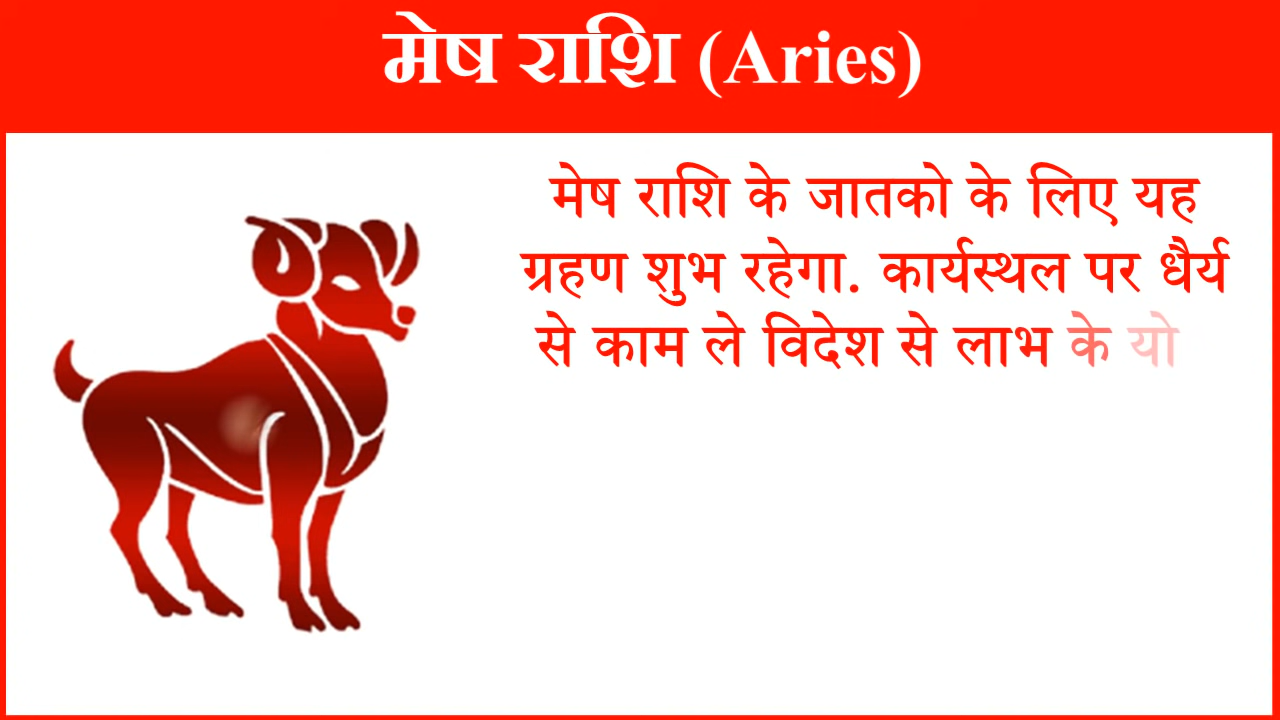 मेष राशि (Aries)
मेष राशि के जातको के लिए यह
ग्रहण शुभ रहेगा. कार्यस्थल पर धैर्य
से काम ले विदेश से लाभ के यो